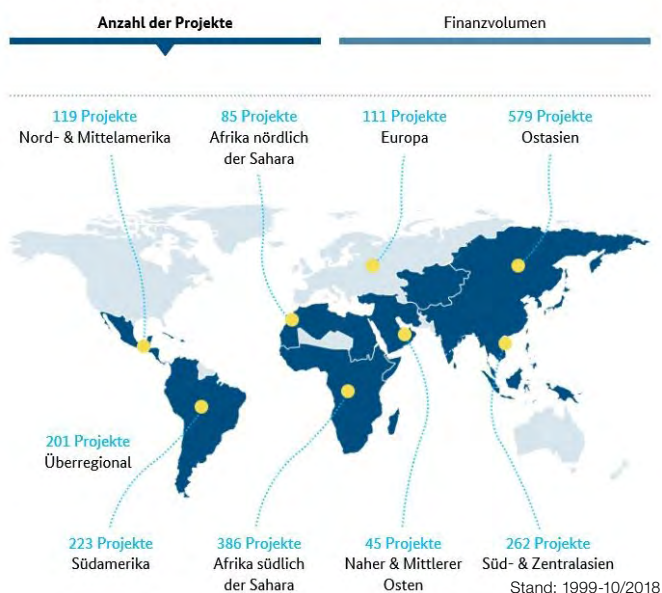 Anzahl der Projekte
Finanzvolumen
119 Projekte
Nord- & Mittelamerika
85 Projekte
Afrika nördlich
der Sahara
111 Projekte
Europa
579 Projekte
Ostasien
201 Projekte
Überregional
223 Projekte
Südamerika
386 Projekte
Afrika südlich
der Sahara
45 Projekte
Naher & Mittlerer
Osten
262 Projekte
Süd- & Zentralasien
Stand: 1999-10/2018